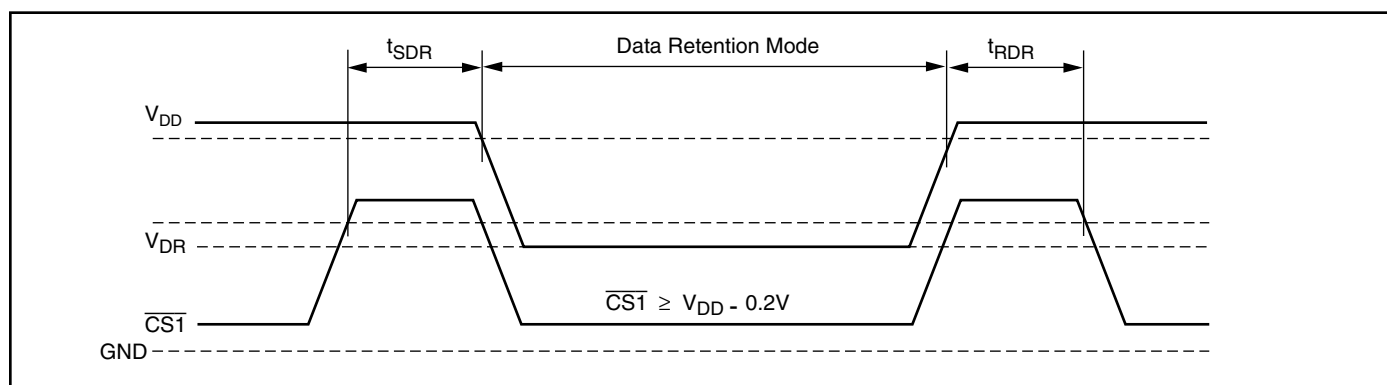 tSDR Data Retention Mode tRDR
VDD
VDR
CS1 ≥ VDD - 0.2V
CS1
GND